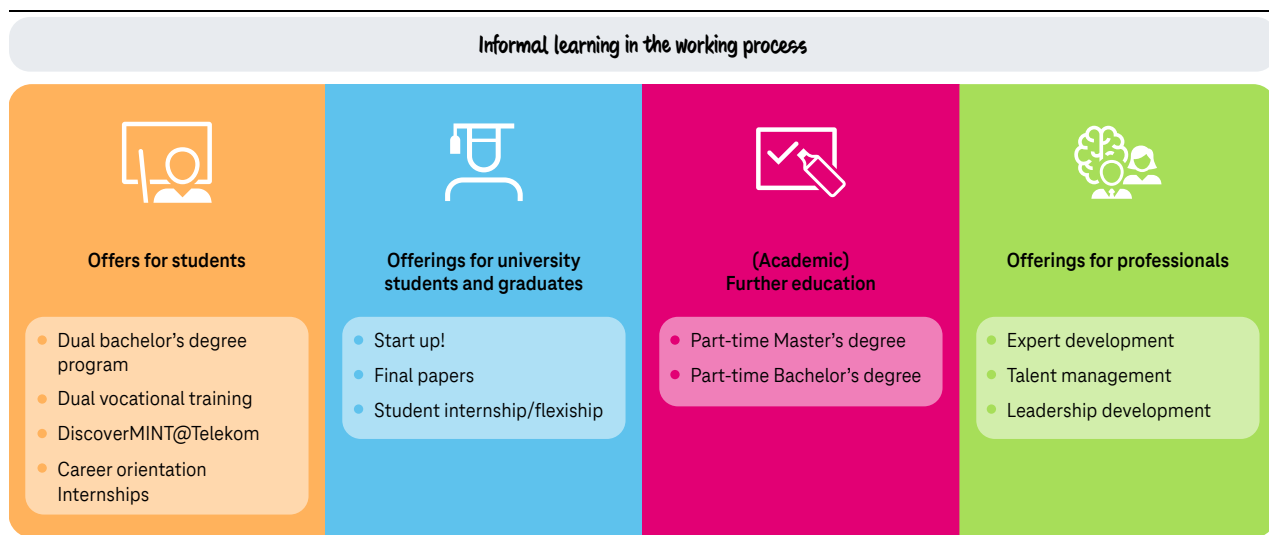 Informal learning in the working process
Offers for students
Dual bachelor's degree
program
Dual vocational training
DiscoverMINT@Telekom
Career orientation
Internships
Offerings for university
students and graduates
Start up!
Final papers
Student internship/flexiship
(Academic)
Further education
Part-time Master's degree
Part-time Bachelor's degree
Offerings for professionals
Expert development
Talent management
Leadership development